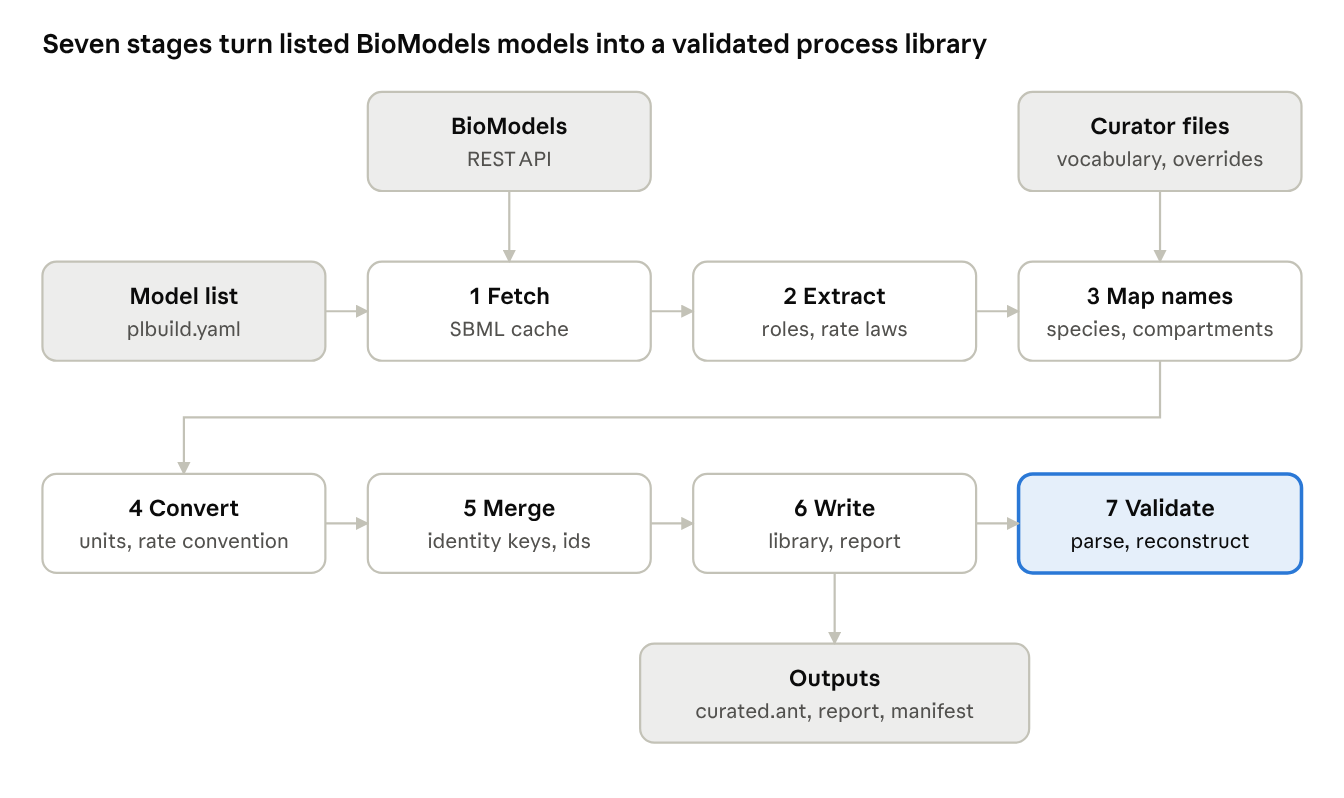 Seven stages turn listed BioModels models into a validated process library
BioModels
REST API
Curator files
vocabulary, overrides
Model list
plbuild.yaml
1 Fetch
SBML cache
2 Extract
roles, rate laws
3 Map names
species, compartments
4 Convert
units, rate convention
5 Merge
identity keys, ids
6 Write
library, report
7 Validate
parse, reconstruct
Outputs
curated.ant, report, manifest